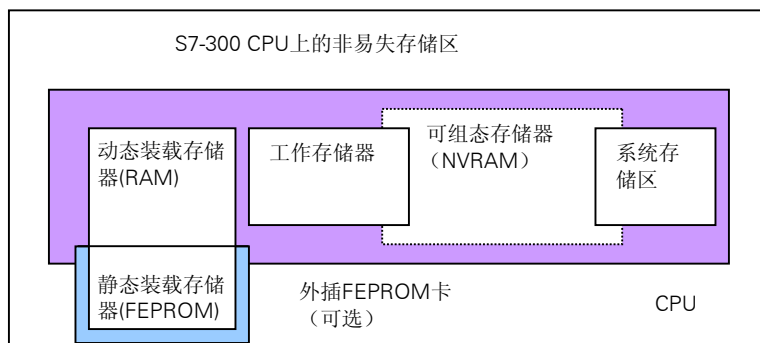 S7-300 CPU上的非易失存储区
动态装载存储
器(RAM)
工作存储器
可组态存储器
（NVRAM）
系统存
储区
静态装载存储
器(FEPROM)
外插FEPROM卡
（可选）
CPU